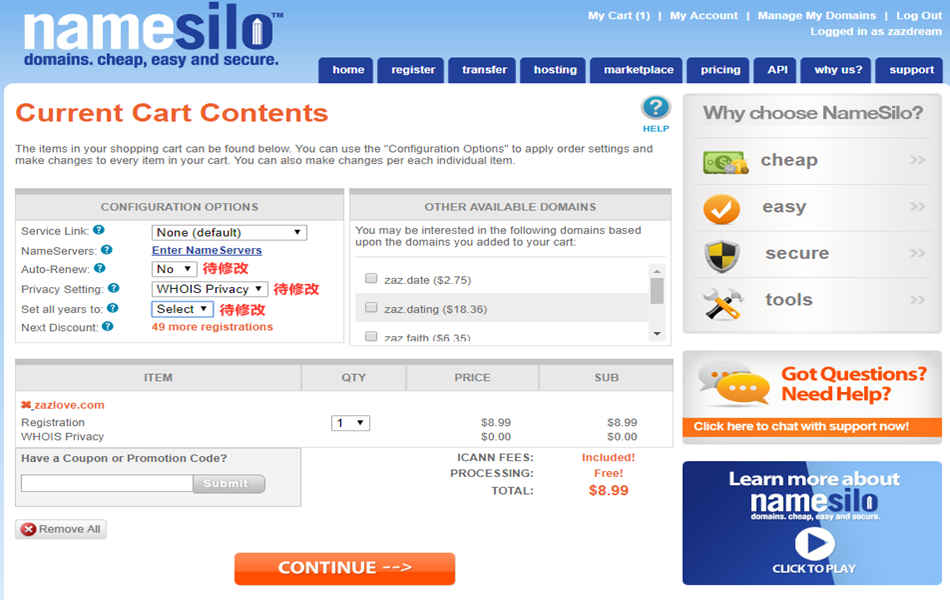 namesilo™
domains. cheap, easy and secure.
My Cart (1) | My Account | Manage My Domains | Log Out
Logged in as zazdream
home register transfer hosting marketplace pricing API why us? support
Current Cart Contents
HELP
The items in your shopping cart can be found below. You can use the "Configuration Options" to apply order settings and
make changes to every item in your cart. You can also make changes per each individual item.
CONFIGURATION OPTIONS
Service Link: ? None (default)
NameServers: ? Enter NameServers
Auto-Renew: ? No 待修改
Privacy Setting: ? WHOIS Privacy 待修改
Set all years to: ? Select 待修改
Next Discount: ? 49 more registrations
OTHER AVAILABLE DOMAINS
You may be interested in the following domains based
upon the domains you added to your cart:
zaz.date ($2.75)
zaz.dating ($18.36)
zaz.faith ($6.35)
ITEM QTY PRICE SUB
zazlove.com
Registration 1 $8.99 $8.99
WHOIS Privacy $0.00 $0.00
Have a Coupon or Promotion Code?
Submit
ICANN FEES: Included!
PROCESSING: Free!
TOTAL: $8.99
Remove All
CONTINUE -->
Why choose NameSilo?
cheap >>
easy >>
secure >>
tools >>
Got Questions?
Need Help?
Click here to chat with support now!
Learn more about
namesilo
domains. cheap, easy and secure.
CLICK TO PLAY